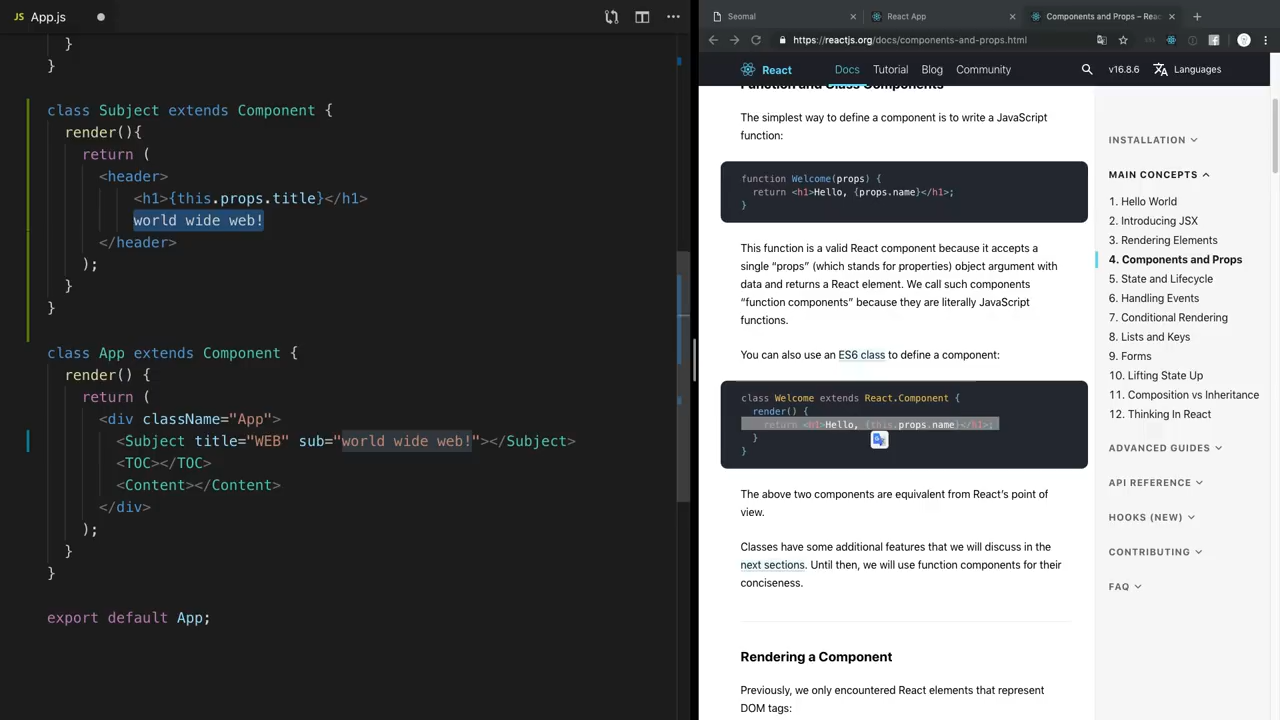 JS App.js
}
}
class Subject extends Component {
render(){
return (
<header>
<h1>{this.props.title}</h1>
world wide web!
</header>
);
}
}
class App extends Component {
render() {
return (
<div className="App">
<Subject title="WEB" sub="world wide web!"></Subject>
<TOC></TOC>
<Content></Content>
</div>
);
}
}
export default App;
Seomal
React App
Components and Props – Reac
https://reactjs.org/docs/components-and-props.html
React
Docs
Tutorial
Blog
Community
v16.8.6
Languages
Function and Class Components
The simplest way to define a component is to write a JavaScript
function:
function Welcome(props) {
return <h1>Hello, {props.name}</h1>;
}
This function is a valid React component because it accepts a
single “props” (which stands for properties) object argument with
data and returns a React element. We call such components
“function components” because they are literally JavaScript
functions.
You can also use an ES6 class to define a component:
class Welcome extends React.Component {
render() {
return <h1>Hello, {this.props.name}</h1>;
}
}
The above two components are equivalent from React’s point of
view.
Classes have some additional features that we will discuss in the
next sections. Until then, we will use function components for their
conciseness.
Rendering a Component
Previously, we only encountered React elements that represent
DOM tags:
INSTALLATION
MAIN CONCEPTS
1. Hello World
2. Introducing JSX
3. Rendering Elements
4. Components and Props
5. State and Lifecycle
6. Handling Events
7. Conditional Rendering
8. Lists and Keys
9. Forms
10. Lifting State Up
11. Composition vs Inheritance
12. Thinking In React
ADVANCED GUIDES
API REFERENCE
HOOKS (NEW)
CONTRIBUTING
FAQ